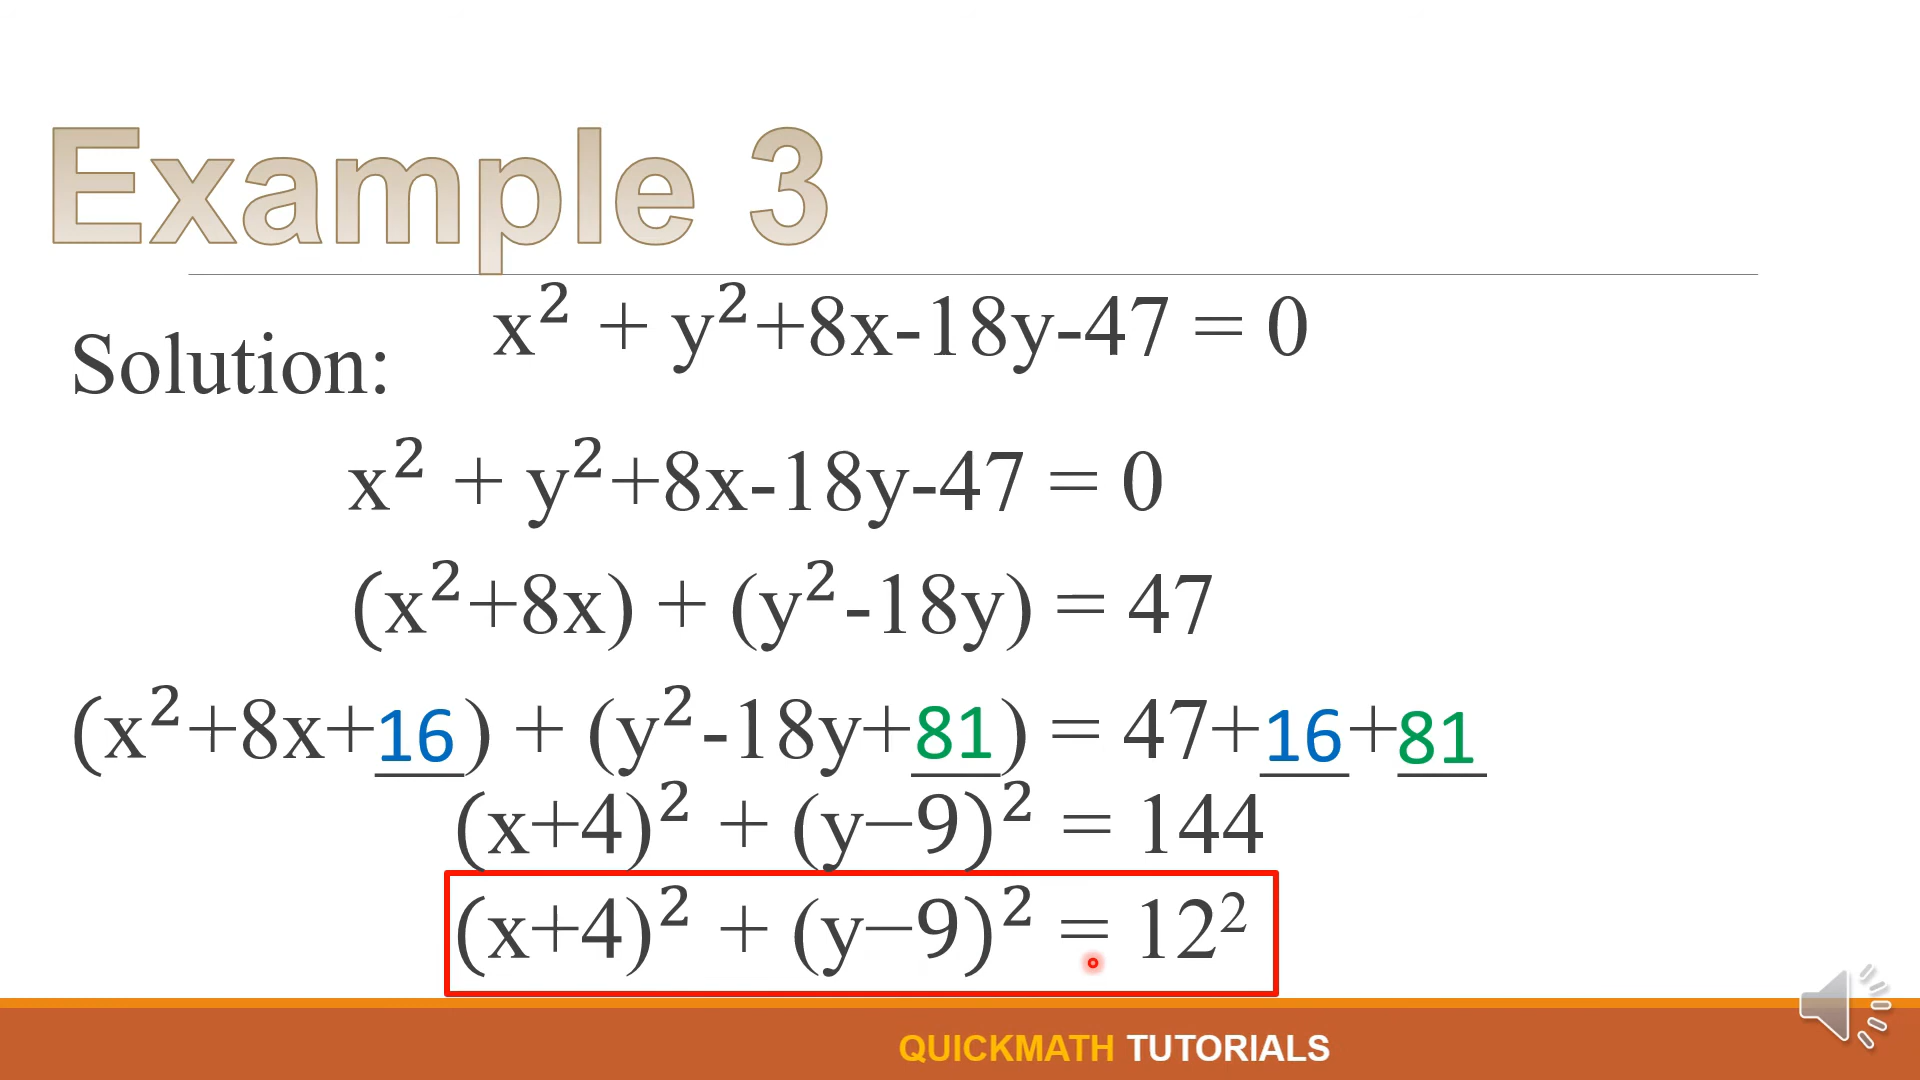 Example 3
x² + y²+8x-18y-47 = 0
Solution:
x² + y²+8x-18y-47 = 0
(x²+8x) + (y²-18y) = 47
(x²+8x+16) + (y²-18y+81) = 47+16+81
(x+4)² + (y−9)² = 144
(x+4)² + (y−9)² = 12²
QUICKMATH TUTORIALS